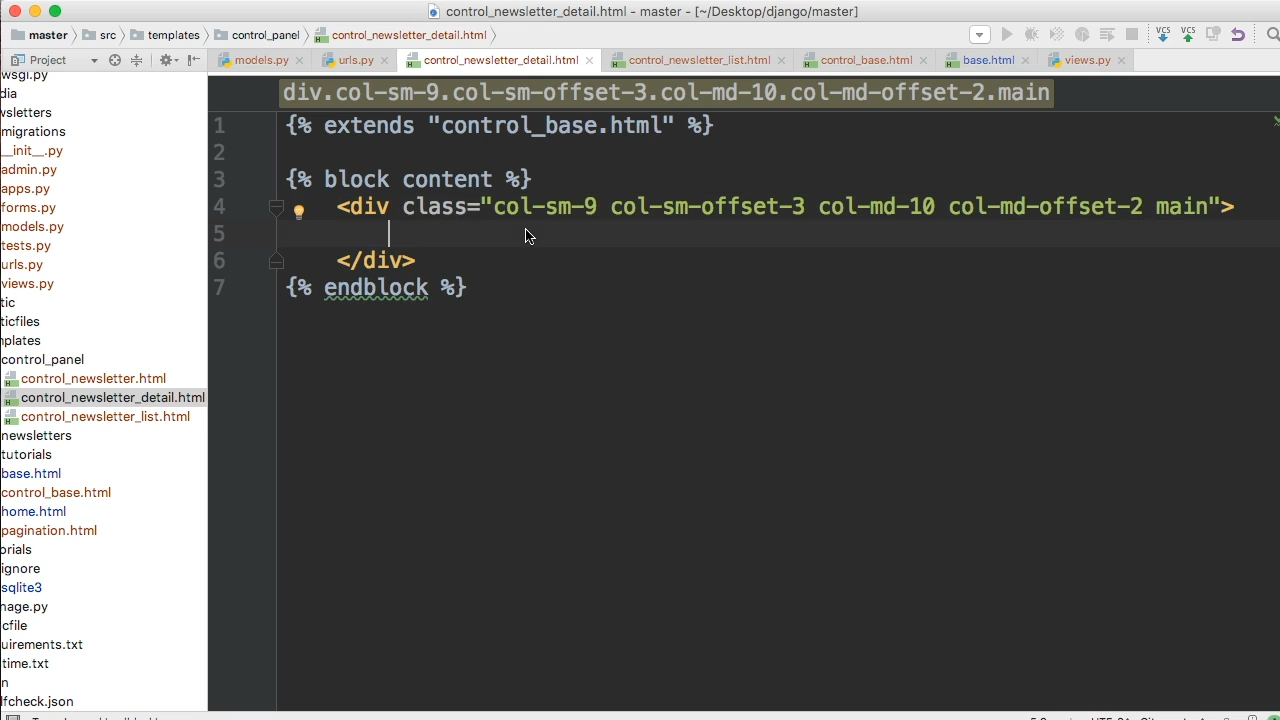 control_newsletter_detail.html - master - [~/Desktop/django/master]
master src templates control_panel control_newsletter_detail.html
Project models.py urls.py control_newsletter_detail.html control_newsletter_list.html control_base.html base.html views.py
VCS VCS
wsgi.py
dia
wsletters
migrations
__init__.py
admin.py
apps.py
forms.py
models.py
tests.py
urls.py
views.py
tic
ticfiles
nplates
control_panel
control_newsletter.html
control_newsletter_detail.html
control_newsletter_list.html
newsletters
tutorials
base.html
control_base.html
home.html
pagination.html
orials
ignore
sqlite3
nage.py
cfile
uirements.txt
time.txt
n
lfcheck.json
div.col-sm-9.col-sm-offset-3.col-md-10.col-md-offset-2.main
1 {% extends "control_base.html" %}
2
3 {% block content %}
4 <div class="col-sm-9 col-sm-offset-3 col-md-10 col-md-offset-2 main">
5
6 </div>
7 {% endblock %}